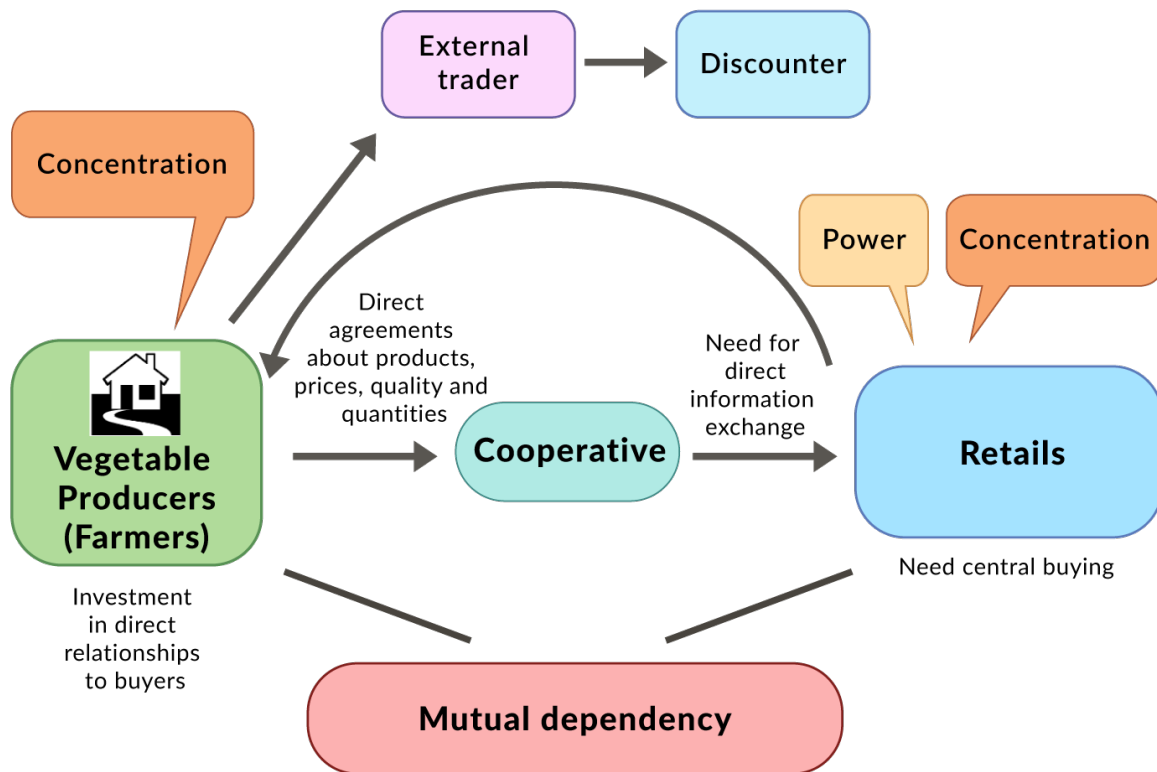 External
trader
Discounter
Concentration
Power
Concentration
Direct
agreements
about products,
prices, quality and
quantities
Need for
direct
information
exchange
Vegetable
Producers
(Farmers)
Cooperative
Retails
Need central buying
Investment
in direct
relationships
to buyers
Mutual dependency